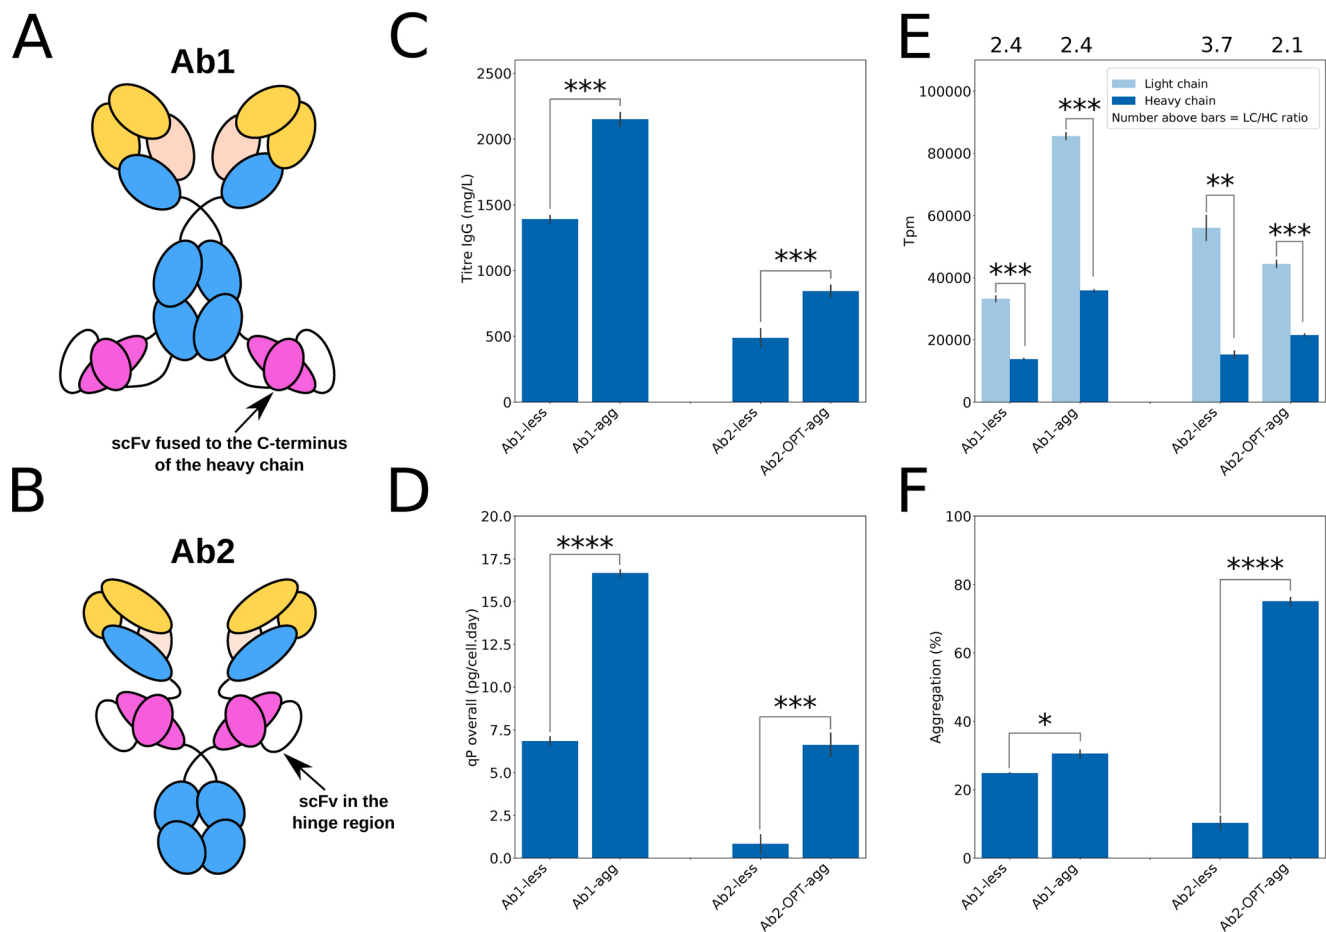 A
Ab1
scFv fused to the C-terminus
of the heavy chain
B
Ab2
scFv in the
hinge region
C
Titre IgG (mg/L)
2500
2000
1500
1000
500
0
***
***
Ab1-less
Ab1-agg
Ab2-less
Ab2-OPT-agg
D
qP overall (pg/cell.day)
20.0
17.5
15.0
12.5
10.0
7.5
5.0
2.5
0.0
****
***
Ab1-less
Ab1-agg
Ab2-less
Ab2-OPT-agg
E
2.4
2.4
3.7
2.1
Light chain
Heavy chain
Number above bars = LC/HC ratio
Tpm
100000
80000
60000
40000
20000
0
***
***
**
***
Ab1-less
Ab1-agg
Ab2-less
Ab2-OPT-agg
F
Aggregation (%)
100
80
60
40
20
0
*
****
Ab1-less
Ab1-agg
Ab2-less
Ab2-OPT-agg